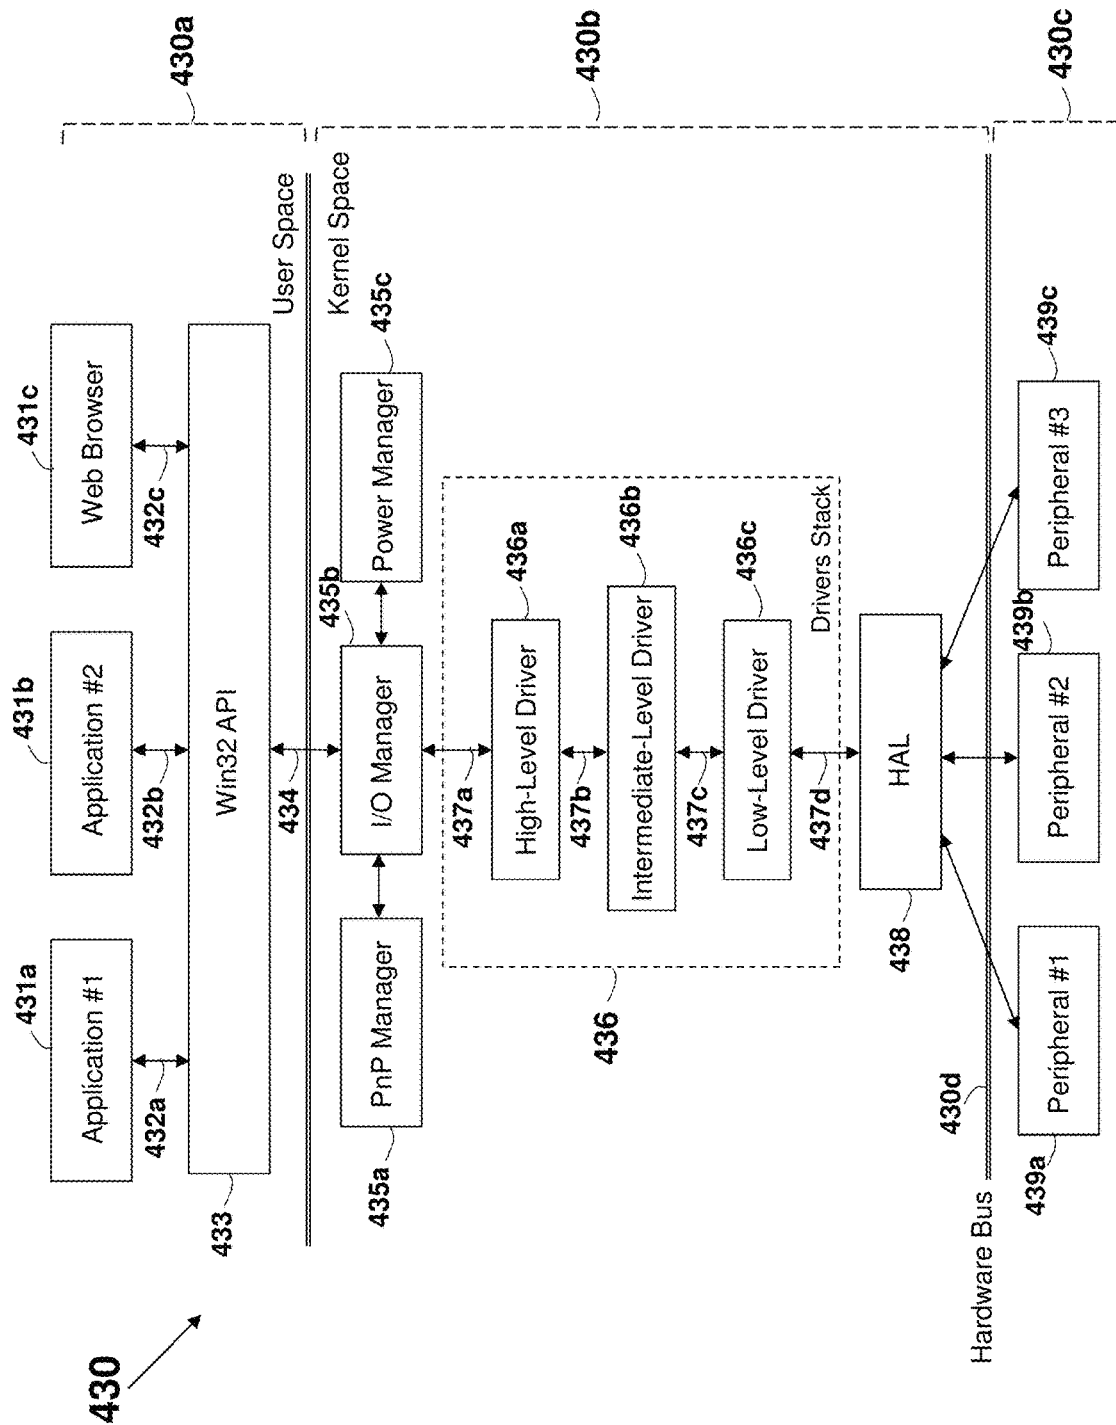 430
431a
431b
431c
Application #1
Application #2
Web Browser
430a
432a
432b
432c
433
Win32 API
User Space
434
Kernel Space
435a
435b
435c
PnP Manager
I/O Manager
Power Manager
430b
437a
436a
High-Level Driver
437b
436
436b
Intermediate-Level Driver
437c
436c
Low-Level Driver
437d
Drivers Stack
438
HAL
430d
Hardware Bus
439a
439b
439c
Peripheral #1
Peripheral #2
Peripheral #3
430c